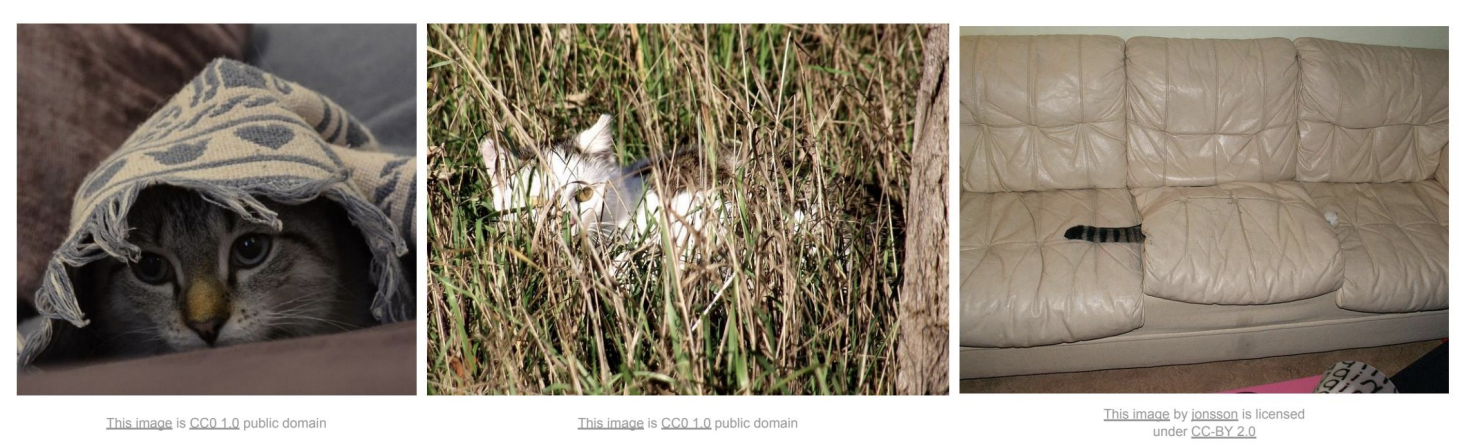 This image is CC0 1.0 public domain
This image is CC0 1.0 public domain
This image by jonsson is licensed
under CC-BY 2.0